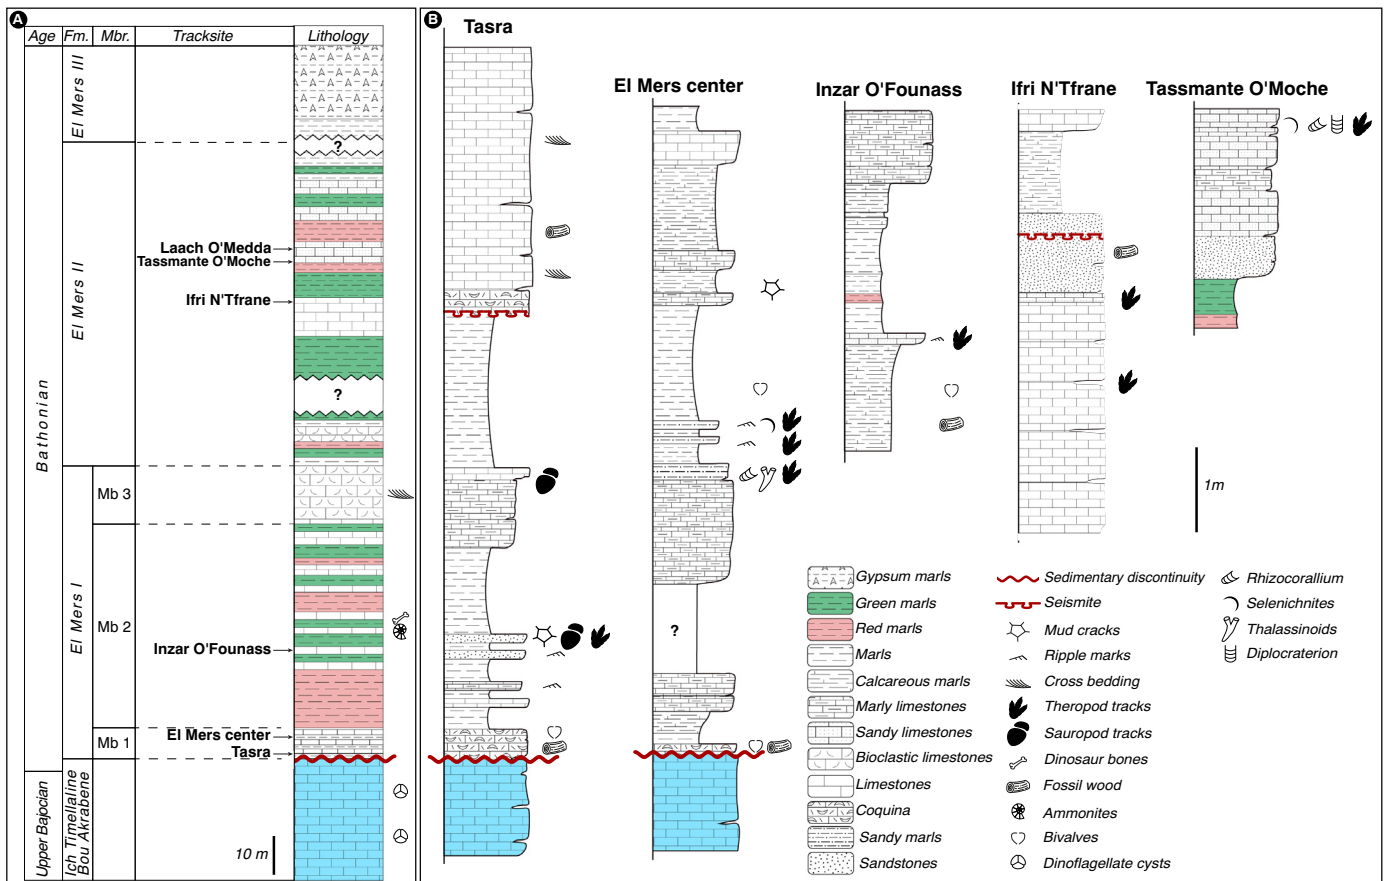 A
Age Fm. Mbr. Tracksite Lithology
El Mers III
?
Laach O'Medda
Tassmante O'Moche
Ifri N'Tfrane
El Mers II
?
Bathonian
Mb 3
Mb 2
El Mers I
Inzar O'Founass
Mb 1
El Mers center
Tasra
Upper Bajocian
Ich Timellaline
Bou Akrabene
10 m
B
Tasra
El Mers center
Inzar O'Founass
Ifri N'Tfrane
Tassmante O'Moche
?
1m
Gypsum marls
Green marls
Red marls
Marls
Calcareous marls
Marly limestones
Sandy limestones
Bioclastic limestones
Limestones
Coquina
Sandy marls
Sandstones
Sedimentary discontinuity
Seismite
Mud cracks
Ripple marks
Cross bedding
Theropod tracks
Sauropod tracks
Dinosaur bones
Fossil wood
Ammonites
Bivalves
Dinoflagellate cysts
Rhizocorallium
Selenichnites
Thalassinoids
Diplocraterion